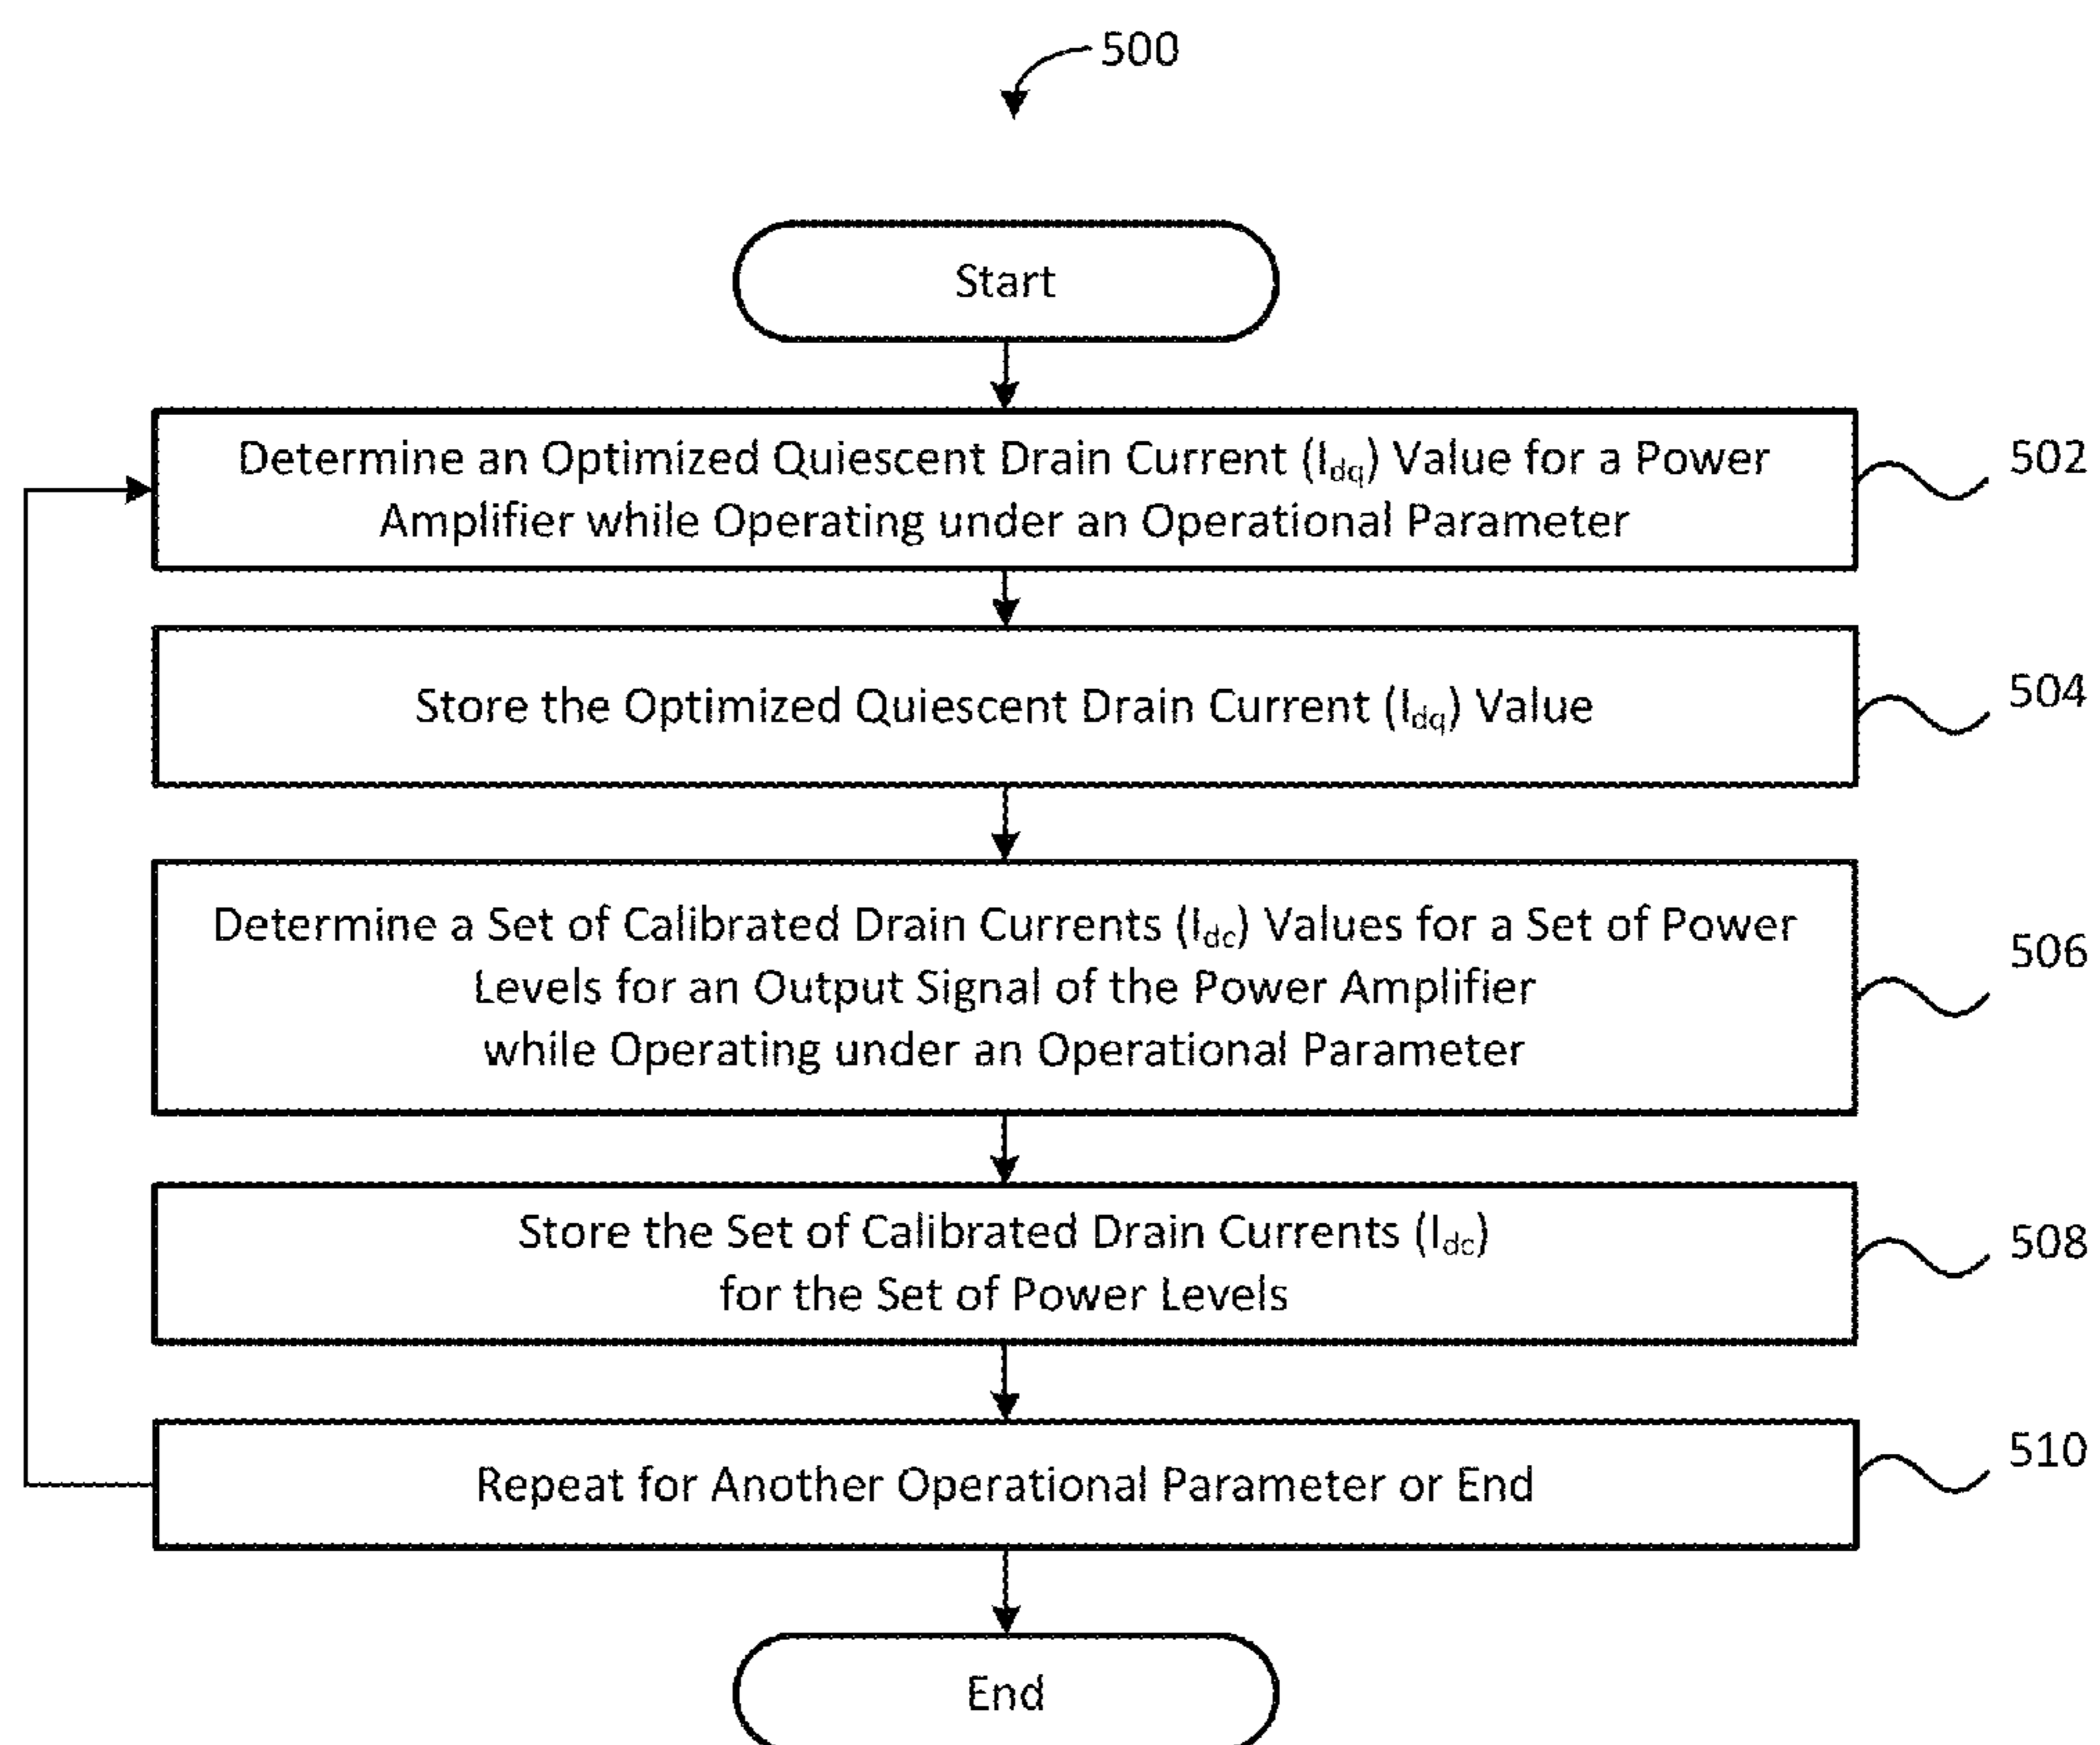 500
Start
Determine an Optimized Quiescent Drain Current (Idq) Value for a Power
Amplifier while Operating under an Operational Parameter
502
Store the Optimized Quiescent Drain Current (Idq) Value
504
Determine a Set of Calibrated Drain Currents (Idc) Values for a Set of Power
Levels for an Output Signal of the Power Amplifier
while Operating under an Operational Parameter
506
Store the Set of Calibrated Drain Currents (Idc)
for the Set of Power Levels
508
Repeat for Another Operational Parameter or End
510
End